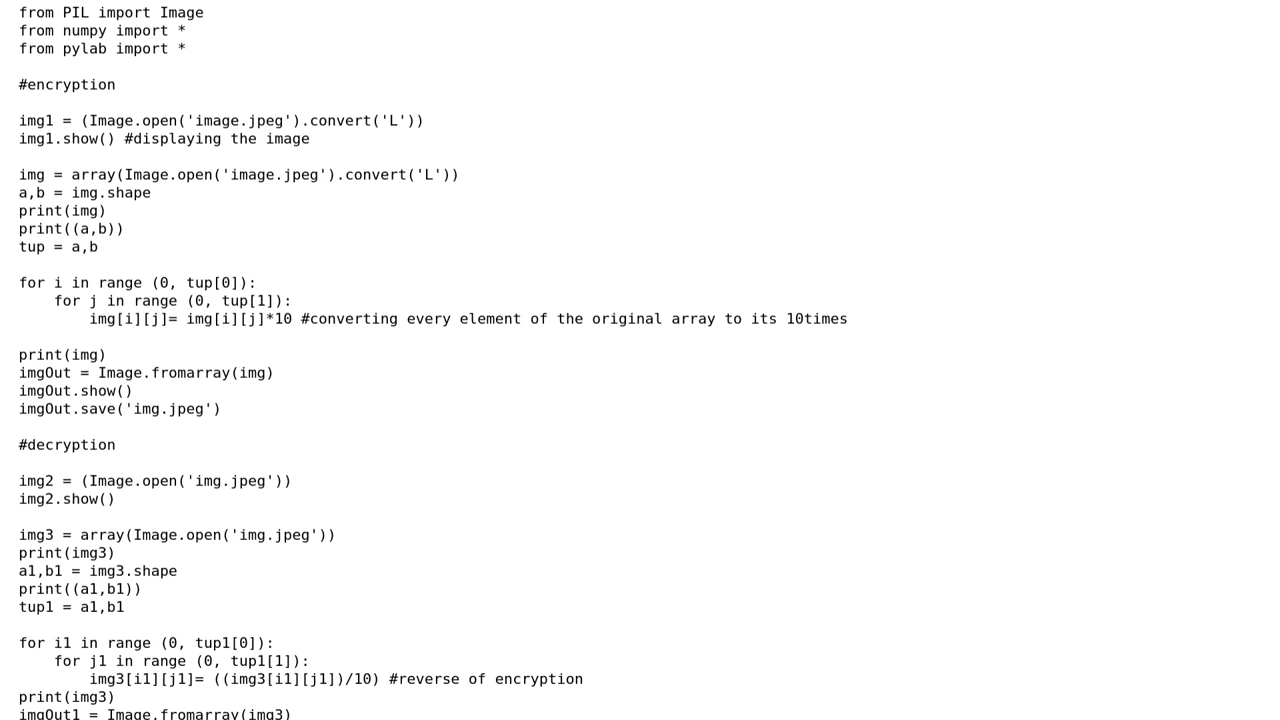 from PIL import Image
from numpy import *
from pylab import *
#encryption
img1 = (Image.open('image.jpeg').convert('L'))
img1.show() #displaying the image
img = array(Image.open('image.jpeg').convert('L'))
a,b = img.shape
print(img)
print((a,b))
tup = a,b
for i in range (0, tup[0]):
    for j in range (0, tup[1]):
        img[i][j]= img[i][j]*10 #converting every element of the original array to its 10times
print(img)
imgOut = Image.fromarray(img)
imgOut.show()
imgOut.save('img.jpeg')
#decryption
img2 = (Image.open('img.jpeg'))
img2.show()
img3 = array(Image.open('img.jpeg'))
print(img3)
a1,b1 = img3.shape
print((a1,b1))
tup1 = a1,b1
for i1 in range (0, tup1[0]):
    for j1 in range (0, tup1[1]):
        img3[i1][j1]= ((img3[i1][j1])/10) #reverse of encryption
print(img3)
imgOut1 = Image.fromarray(img3)